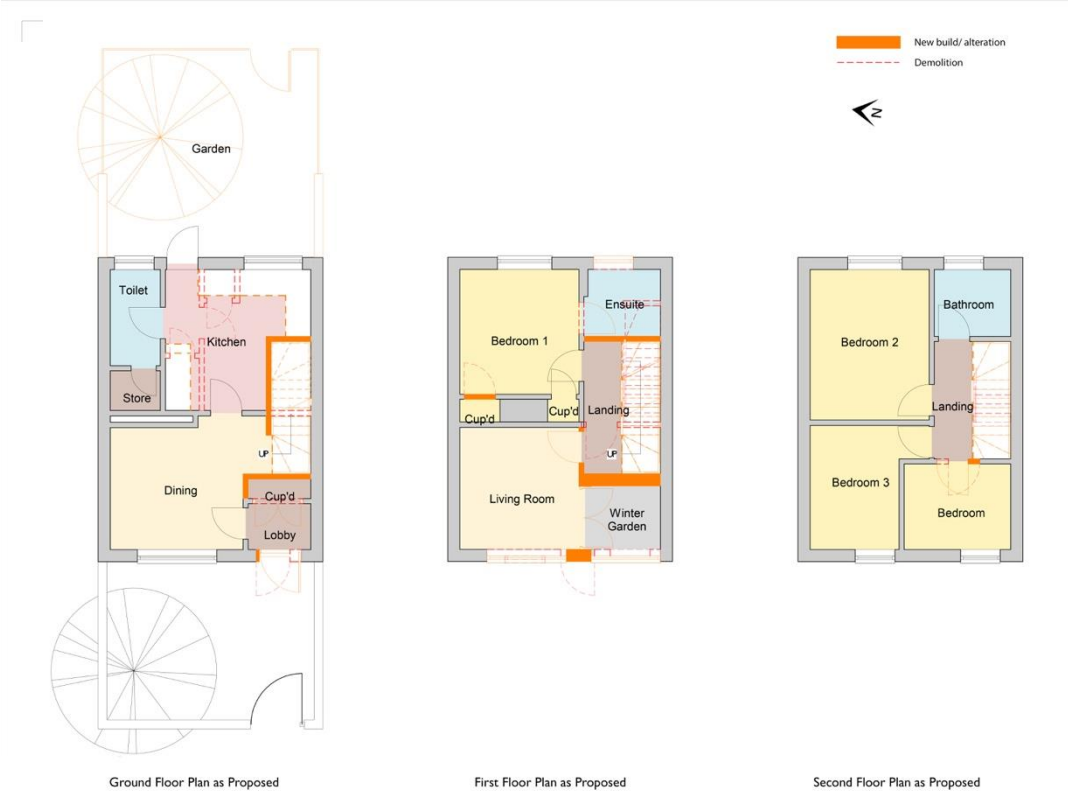 New build/ alteration
Demolition
N
Garden
Toilet
Kitchen
Store
UP
Dining
Cup'd
Lobby
Ground Floor Plan as Proposed
Ensuite
Bedroom 1
Cup'd
Cup'd
Landing
UP
Living Room
Winter
Garden
First Floor Plan as Proposed
Bathroom
Bedroom 2
Landing
Bedroom 3
Bedroom
Second Floor Plan as Proposed